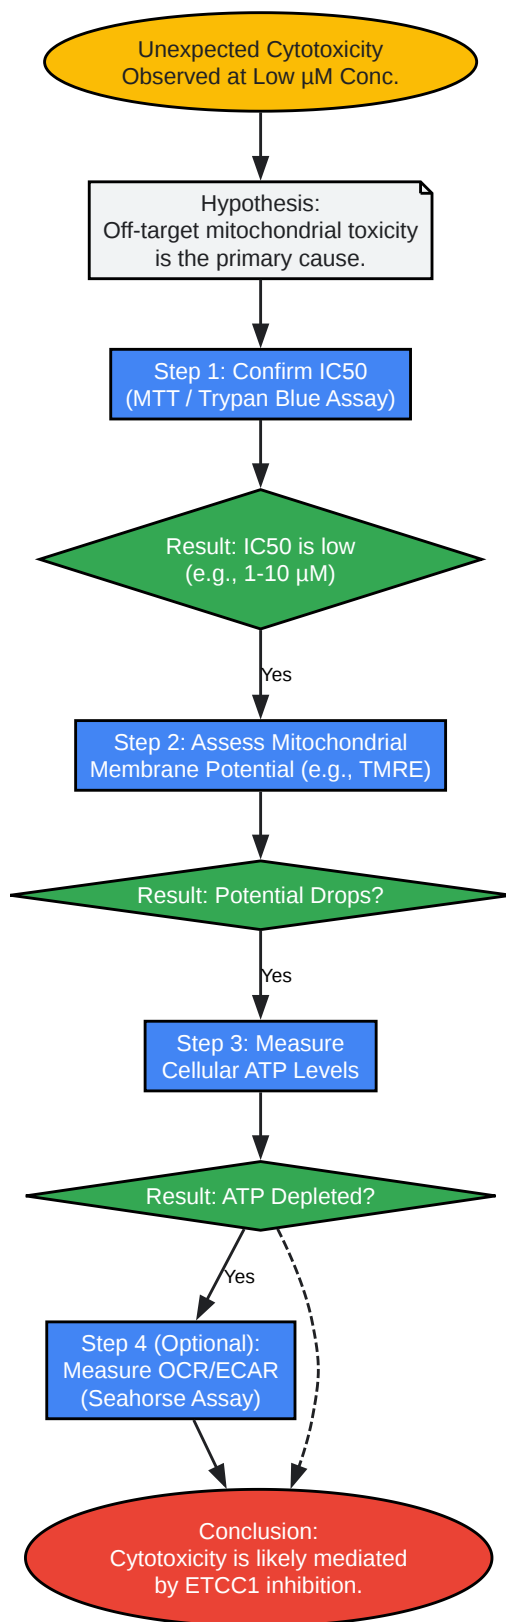 Unexpected Cytotoxicity
Observed at Low µM Conc.
Hypothesis:
Off-target mitochondrial toxicity
is the primary cause.
Step 1: Confirm IC50
(MTT / Trypan Blue Assay)
Result: IC50 is low
(e.g., 1-10 µM)
Yes
Step 2: Assess Mitochondrial
Membrane Potential (e.g., TMRE)
Result: Potential Drops?
Yes
Step 3: Measure
Cellular ATP Levels
Result: ATP Depleted?
Yes
Step 4 (Optional):
Measure OCR/ECAR
(Seahorse Assay)
Conclusion:
Cytotoxicity is likely mediated
by ETCC1 inhibition.